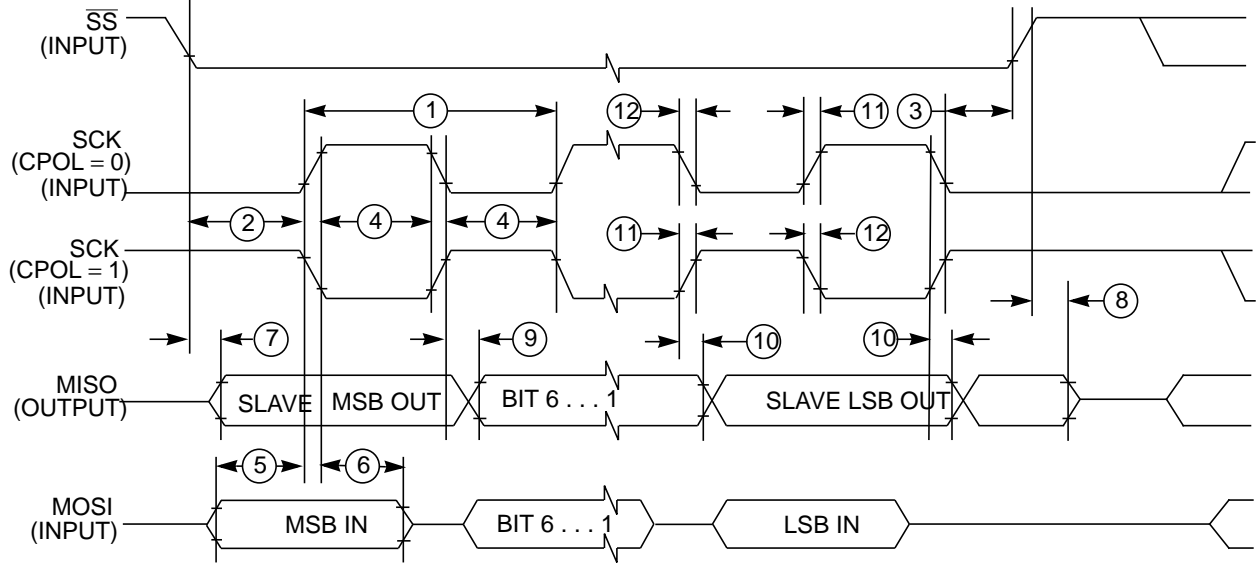 SS
(INPUT)
1
12
11
3
SCK
(CPOL = 0)
(INPUT)
2
4
4
11
12
SCK
(CPOL = 1)
(INPUT)
8
7
9
10
10
MISO
(OUTPUT)
SLAVE MSB OUT
BIT 6 . . . 1
SLAVE LSB OUT
5
6
MOSI
(INPUT)
MSB IN
BIT 6 . . . 1
LSB IN